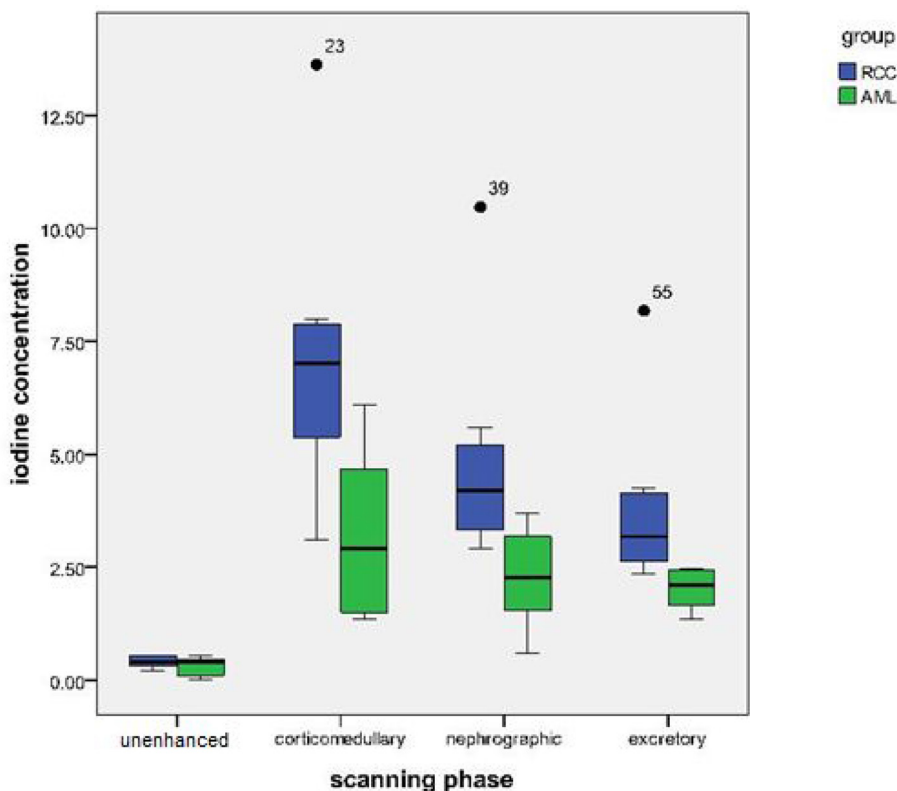 group
RCC
AML
23
12.50
39
10.00
55
7.50
5.00
2.50
0.00
iodine concentration
unenhanced corticomedullary nephrographic excretory
scanning phase